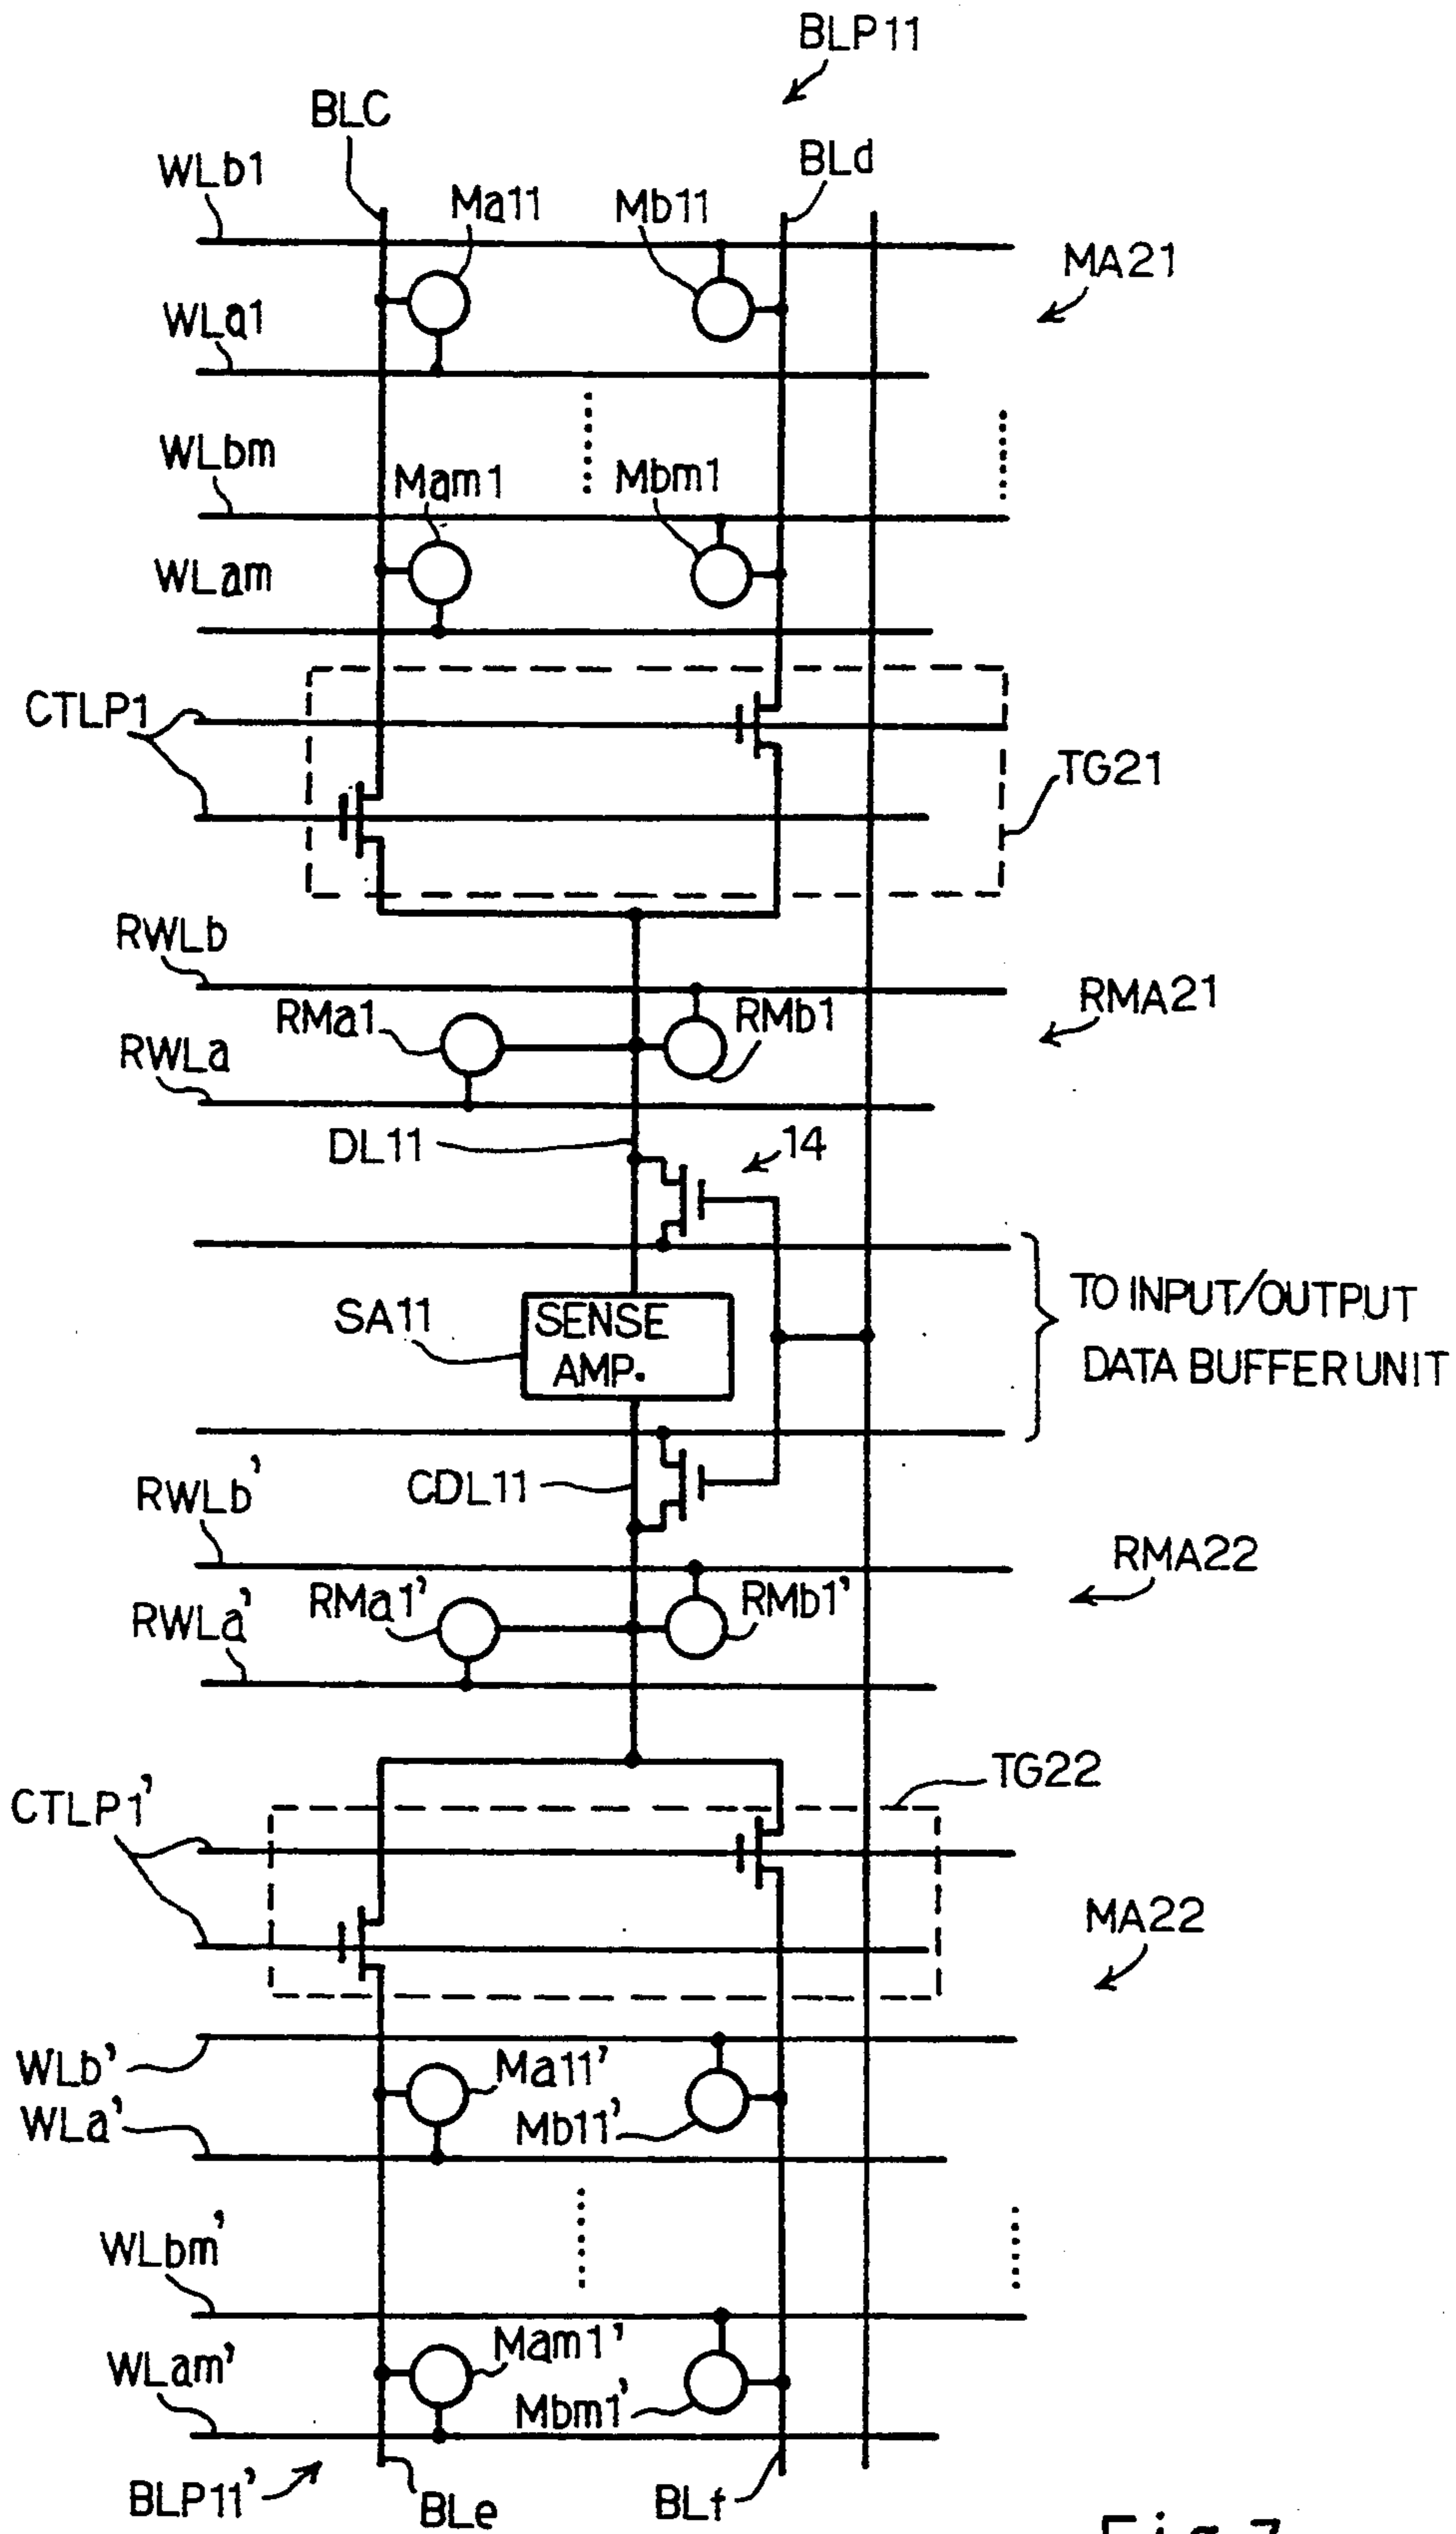 BLP11
BLC
BLd
WLb1
Ma11
Mb11
MA21
WLa1
WLbm
Mam1
Mbm1
WLam
CTLP1
TG21
RWLb
RMa1
RMb1
RMA21
RWLa
DL11
14
SA11
SENSE
AMP.
TO INPUT/OUTPUT
DATA BUFFER UNIT
CDL11
RWLb'
RMA22
RMa1'
RMb1'
RWLa'
TG22
CTLP1'
MA22
WLb'
Ma11'
WLa'
Mb11'
WLbm'
Mam1'
WLam'
Mbm1'
BLP11'
BLe
BLf